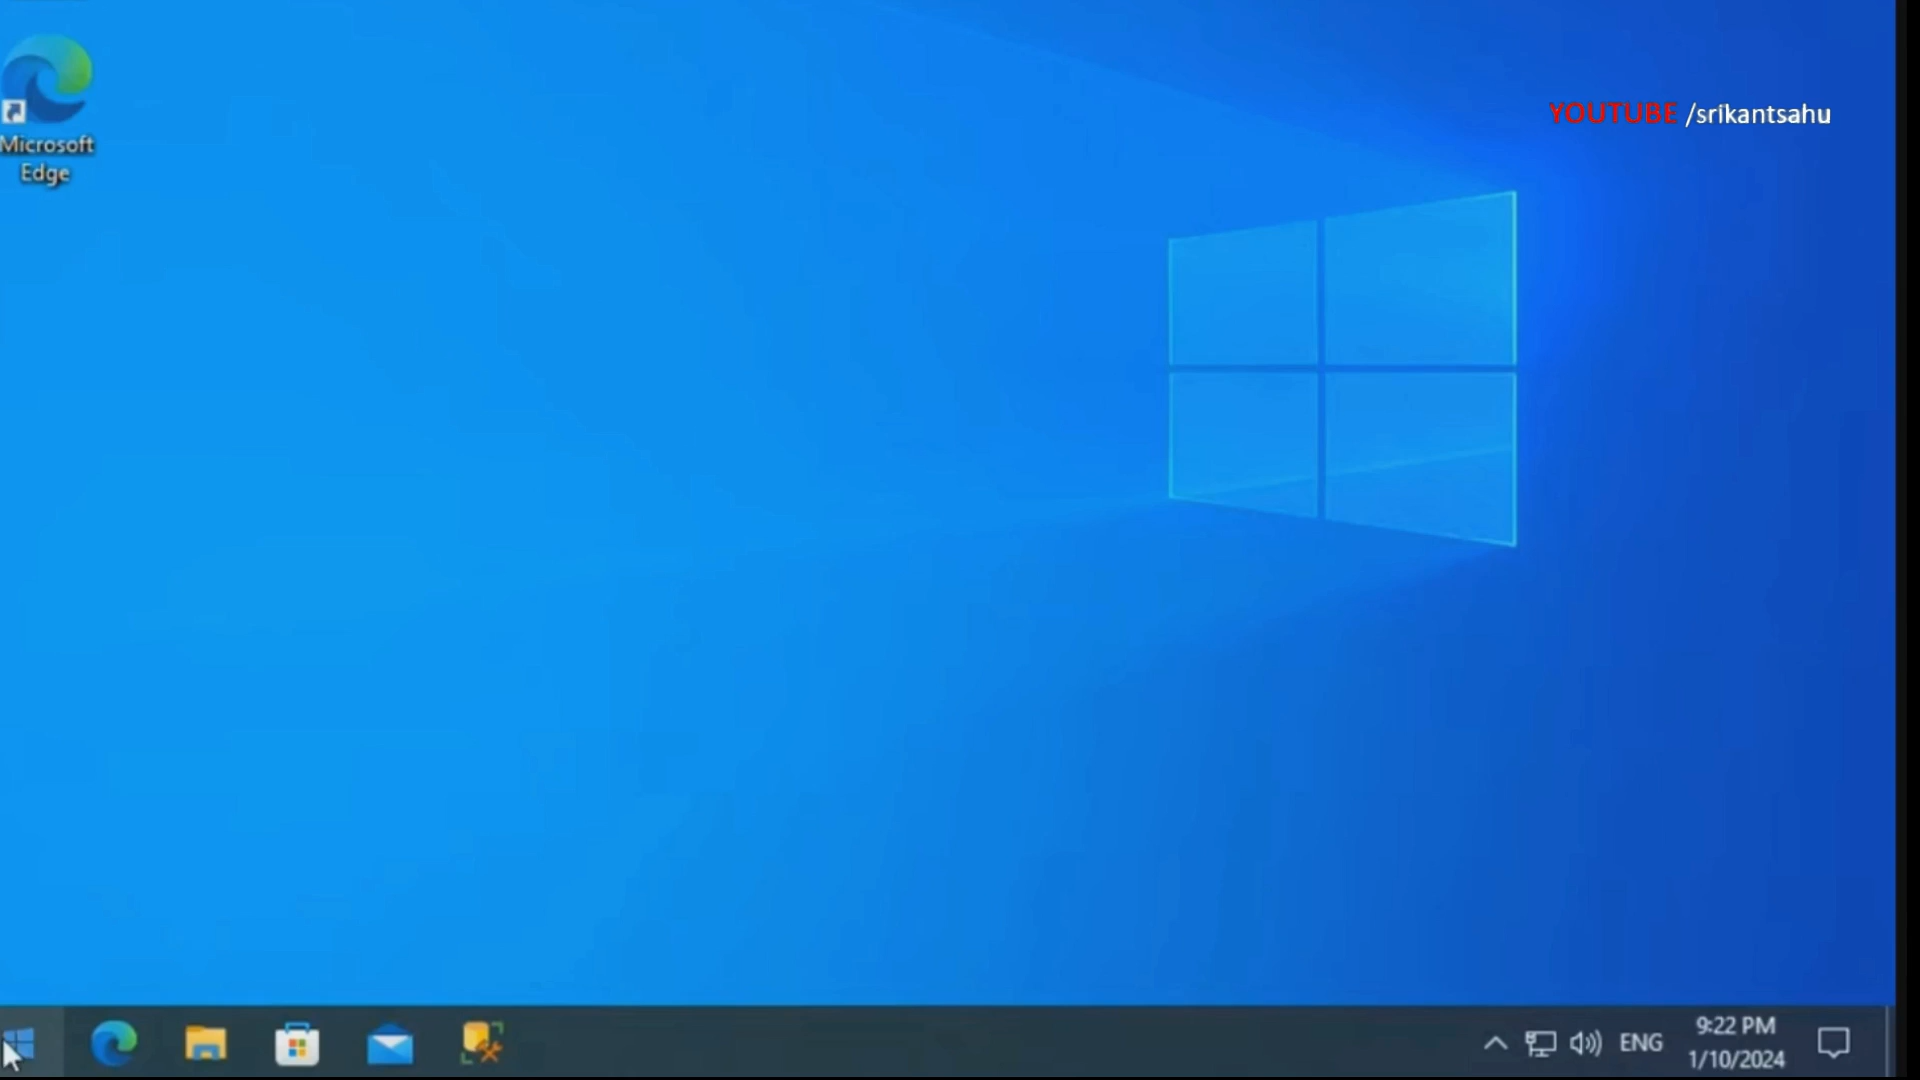 YOUTUBE /srikantsahu
Microsoft
Edge
ENG
9:22 PM
1/10/2024